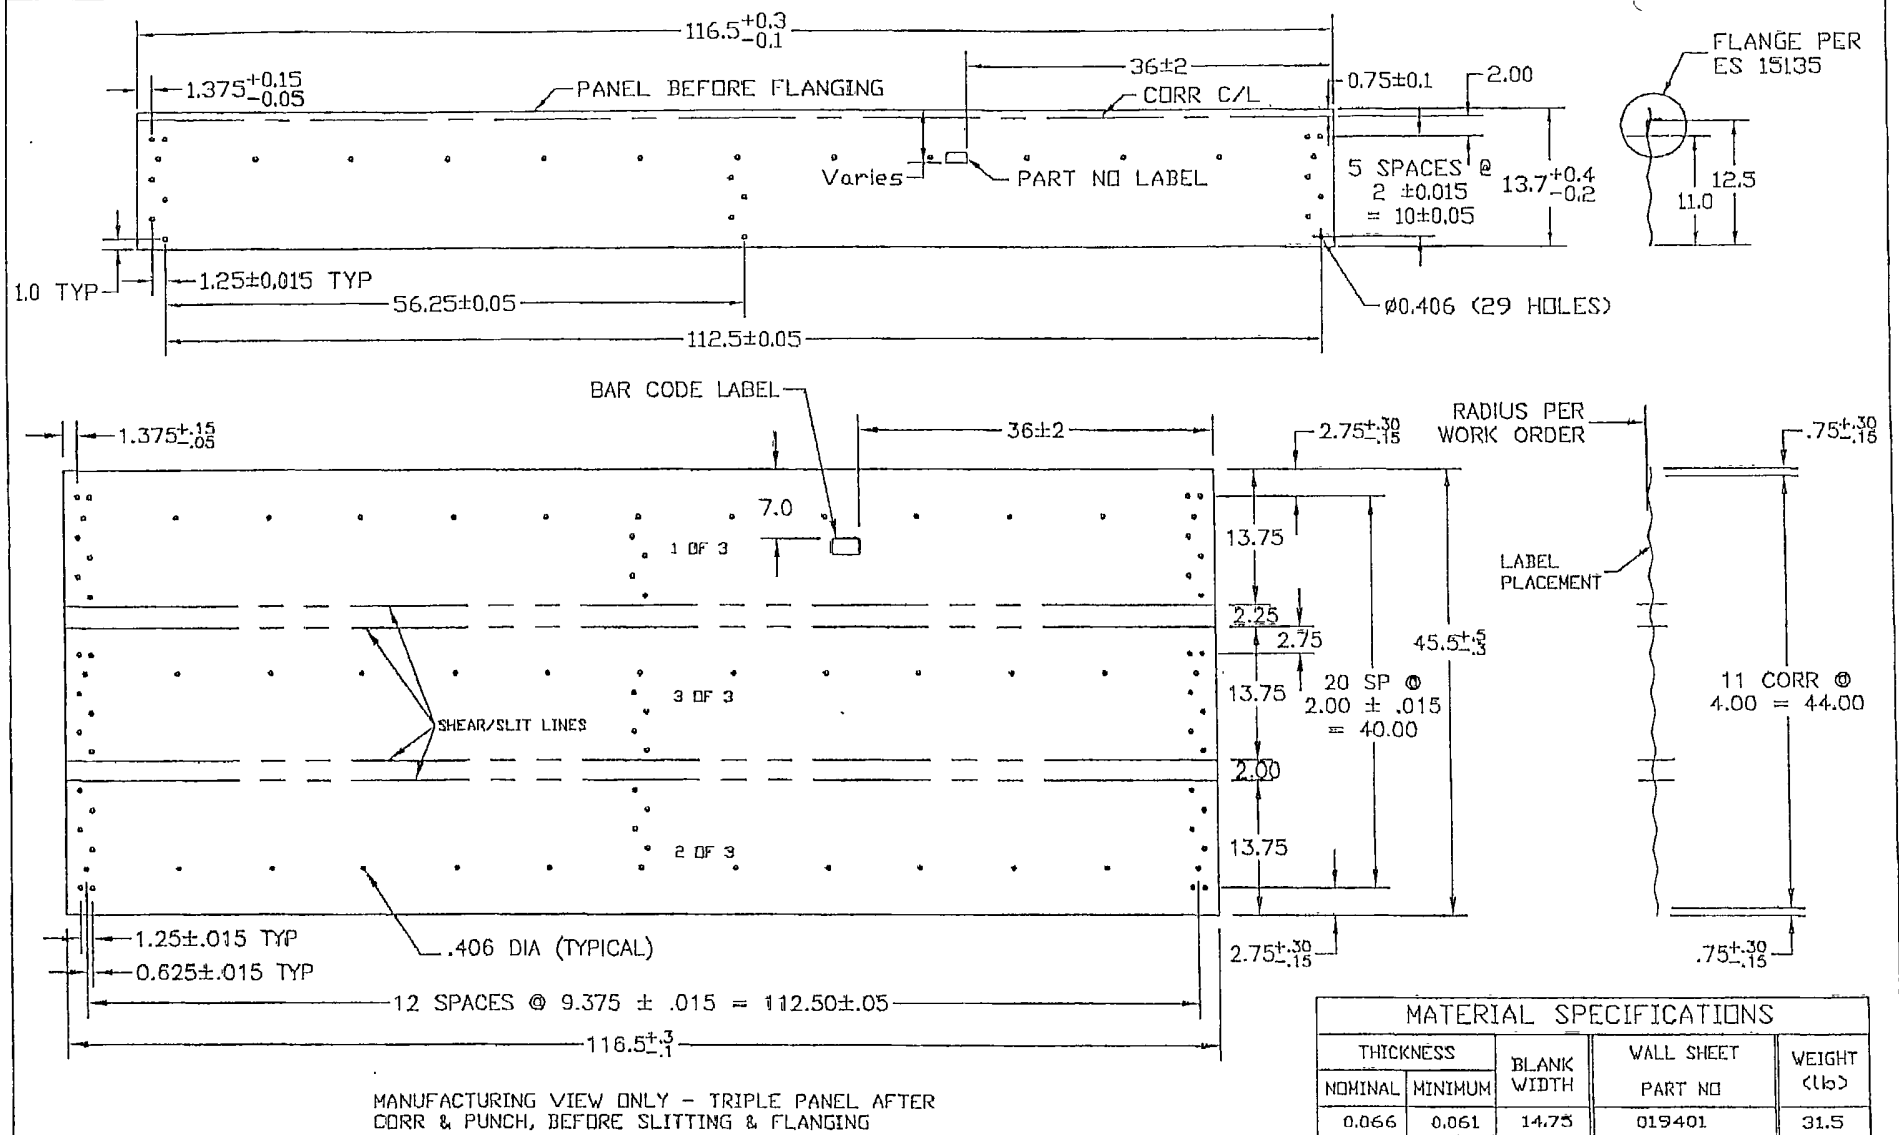 116.5+0.3
-0.1
36±2
FLANGE PER
ES 15135
1.375+0.15
-0.05
PANEL BEFORE FLANGING
CORR C/L
0.75±0.1
2.00
Varies
PART NO LABEL
5 SPACES @
2 ±0.015
= 10±0.05
13.7+0.4
-0.2
11.0
12.5
1.0 TYP
1.25±0.015 TYP
56.25±0.05
Ø0.406 (29 HOLES)
112.5±0.05
BAR CODE LABEL
1.375+.15
-.05
36±2
2.75+.30
-.15
RADIUS PER
WORK ORDER
.75+.30
-.15
7.0
1 OF 3
13.75
LABEL
PLACEMENT
2.25
2.75
45.5+.5
-.3
3 OF 3
13.75
20 SP @
2.00 ± .015
= 40.00
11 CORR @
4.00 = 44.00
SHEAR/SLIT LINES
2.00
2 OF 3
13.75
1.25±.015 TYP
.406 DIA (TYPICAL)
2.75+.30
-.15
.75+.30
-.15
0.625±.015 TYP
12 SPACES @ 9.375 ± .015 = 112.50±.05
116.5+.3
-.1
MANUFACTURING VIEW ONLY - TRIPLE PANEL AFTER
CORR & PUNCH, BEFORE SLITTING & FLANGING
MATERIAL SPECIFICATIONS
THICKNESS
BLANK
WIDTH
WALL SHEET
PART NO
WEIGHT
(lb)
NOMINAL MINIMUM
0.066 0.061 14.75 019401 31.5